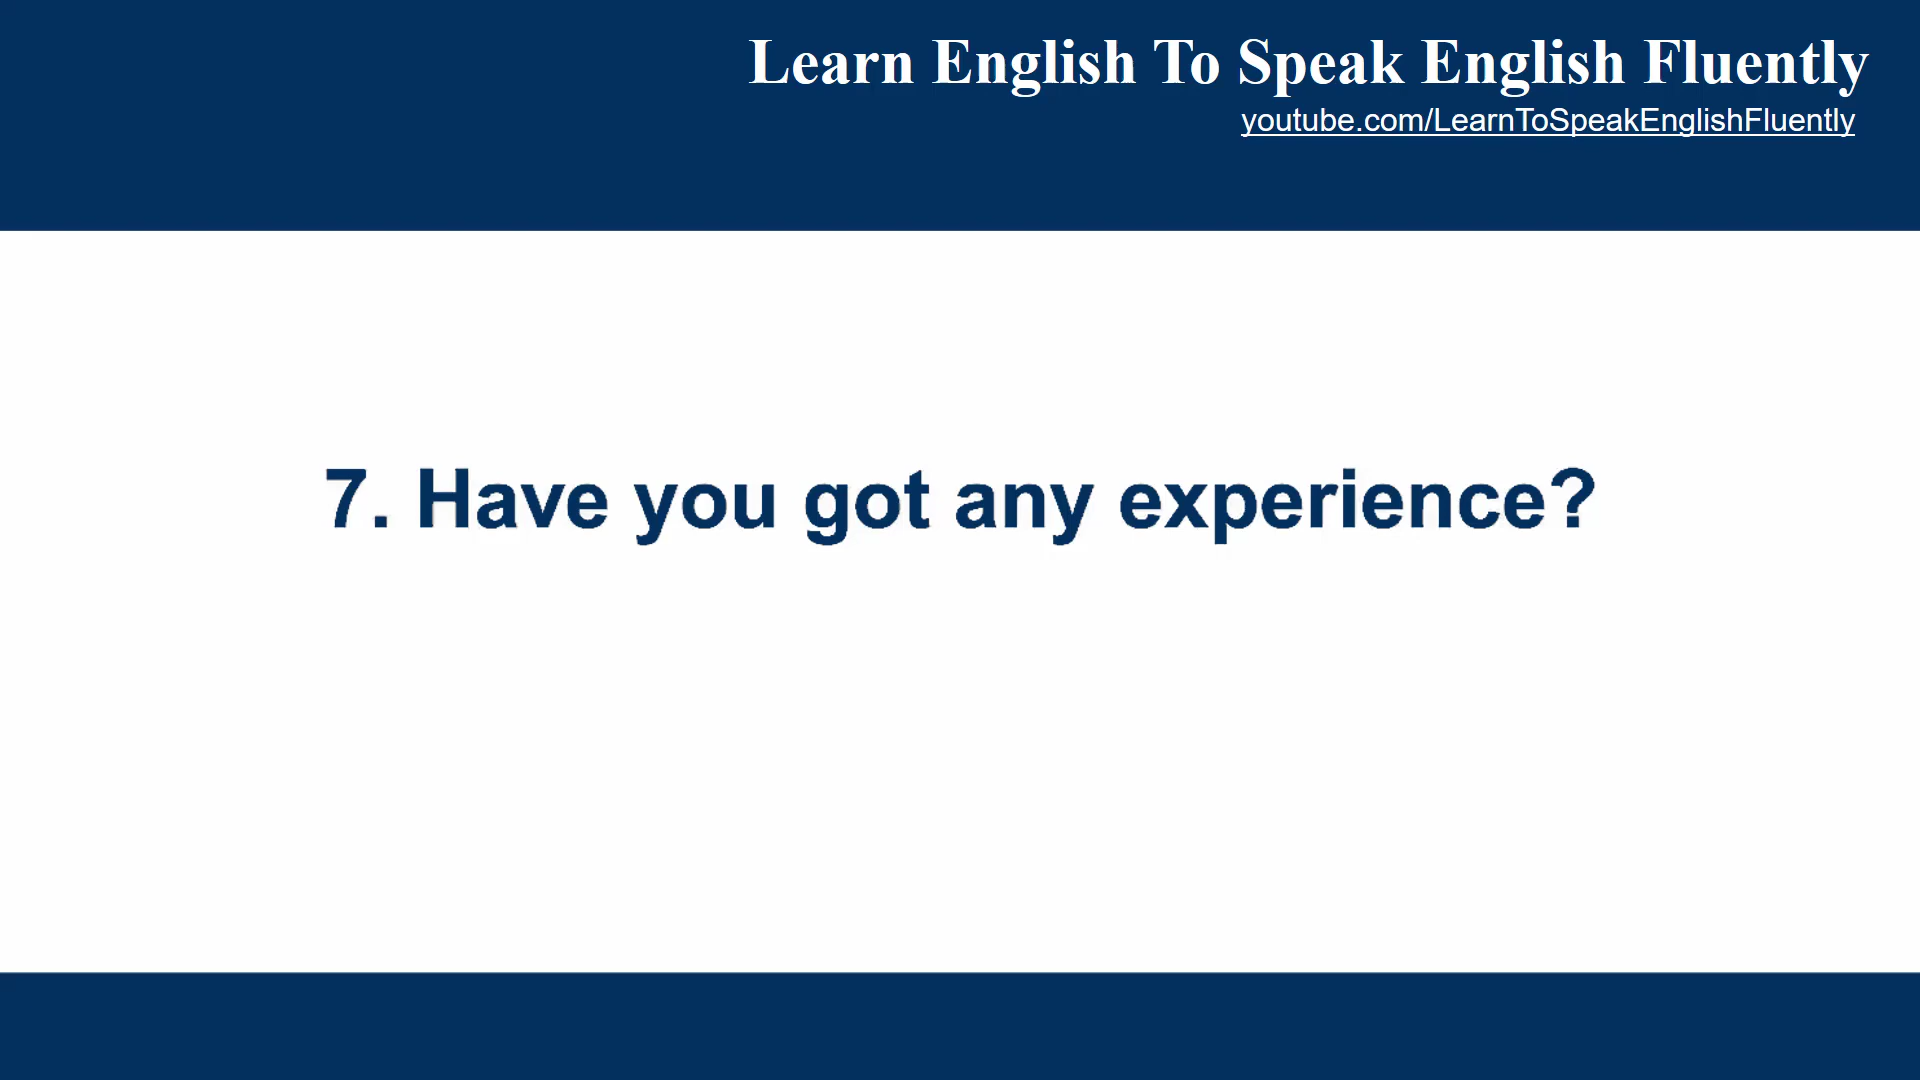 Learn English To Speak English Fluently
youtube.com/LearnToSpeakEnglishFluently
7. Have you got any experience?